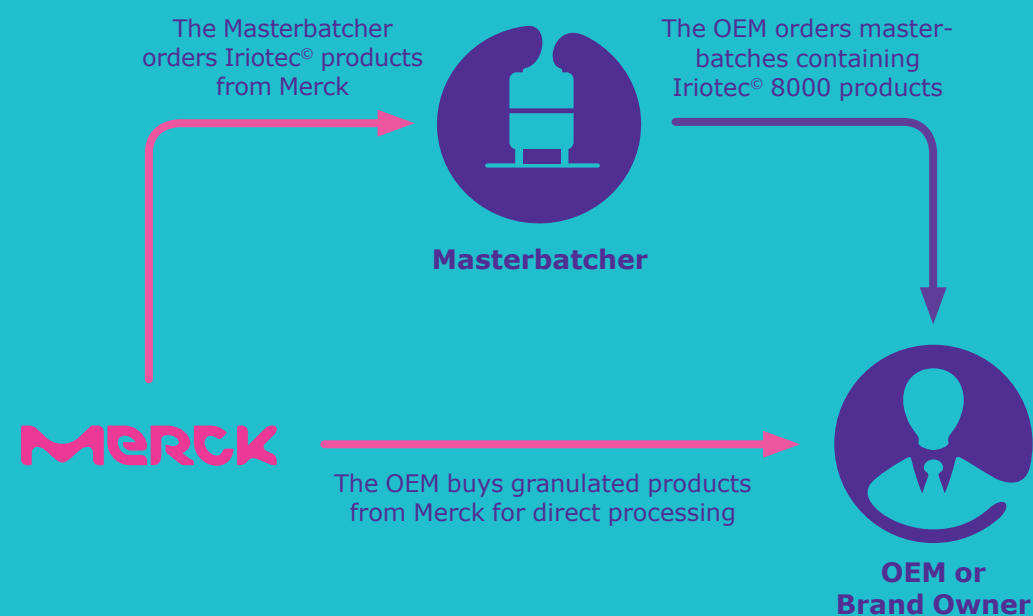 The Masterbatcher
orders Iriotec© products
from Merck
The OEM orders master-
batches containing
Iriotec© 8000 products
Masterbatcher
MERCK
The OEM buys granulated products
from Merck for direct processing
OEM or
Brand Owner